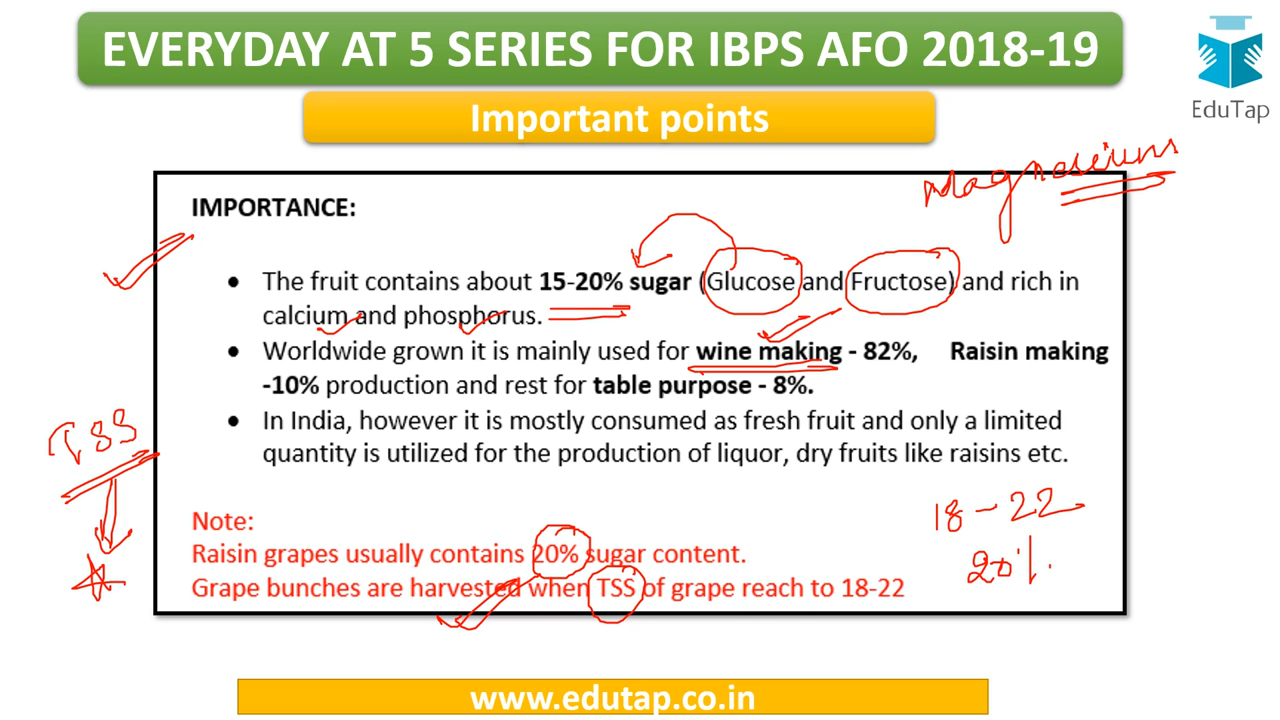 EVERYDAY AT 5 SERIES FOR IBPS AFO 2018-19
EduTap
Important points
Magnesium
IMPORTANCE:
• The fruit contains about 15-20% sugar (Glucose and Fructose) and rich in
calcium and phosphorus.
• Worldwide grown it is mainly used for wine making - 82%, Raisin making
-10% production and rest for table purpose - 8%.
• In India, however it is mostly consumed as fresh fruit and only a limited
quantity is utilized for the production of liquor, dry fruits like raisins etc.
TSS
Note:
Raisin grapes usually contains 20% sugar content.
Grape bunches are harvested when TSS of grape reach to 18-22
18-22
20%.
www.edutap.co.in